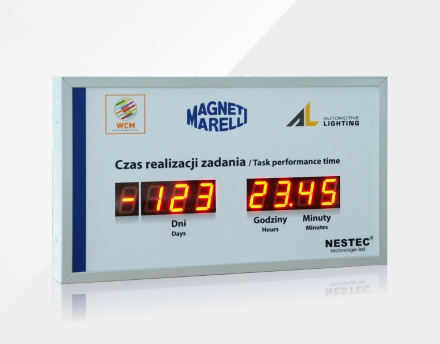 WCM
MAGNETI
MARELLI
AL AUTOMOTIVE
LIGHTING
Czas realizacji zadania / Task performance time
-123 23.45
Dni Godziny Minuty
Days Hours Minutes
NESTEC®
technologie led